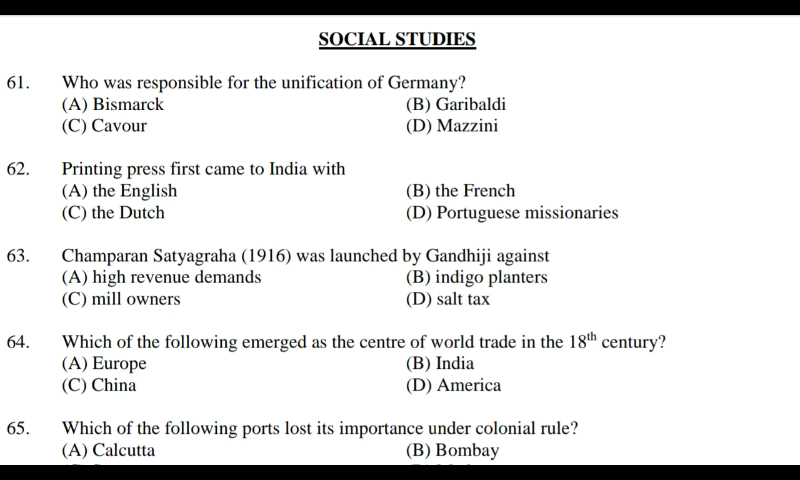 SOCIAL STUDIES
61. Who was responsible for the unification of Germany?
(A) Bismarck (B) Garibaldi
(C) Cavour (D) Mazzini
62. Printing press first came to India with
(A) the English (B) the French
(C) the Dutch (D) Portuguese missionaries
63. Champaran Satyagraha (1916) was launched by Gandhiji against
(A) high revenue demands (B) indigo planters
(C) mill owners (D) salt tax
64. Which of the following emerged as the centre of world trade in the 18th century?
(A) Europe (B) India
(C) China (D) America
65. Which of the following ports lost its importance under colonial rule?
(A) Calcutta (B) Bombay